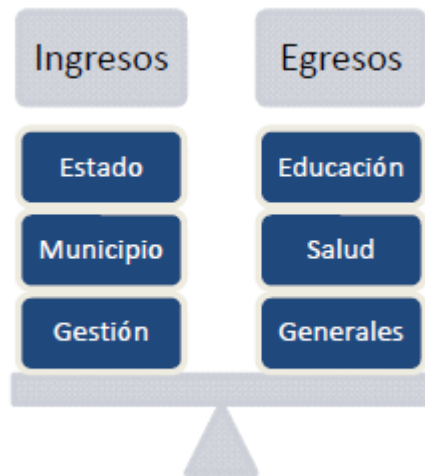 Ingresos
Egresos
Estado
Educación
Municipio
Salud
Gestión
Generales